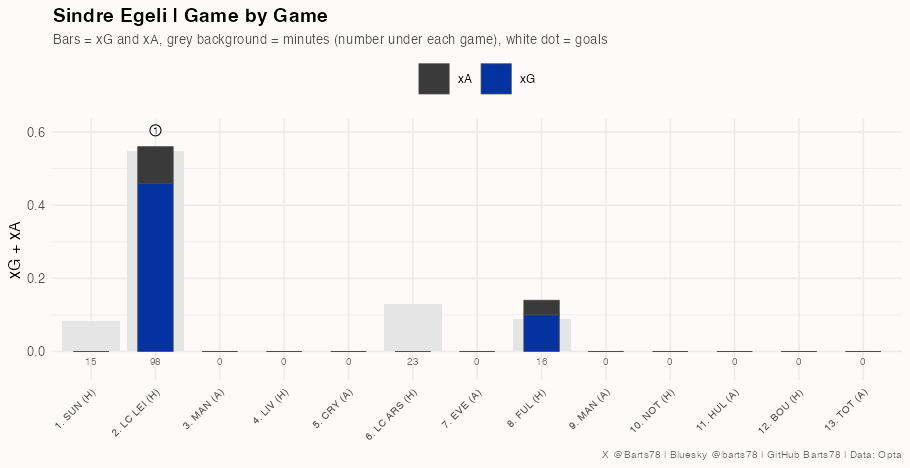 Sindre Egeli | Game by Game
Bars = xG and xA, grey background = minutes (number under each game), white dot = goals
xA xG
xG + xA
0.6
0.4
0.2
0.0
1
15 98 0 0 0 23 0 16 0 0 0 0 0
1. SUN (H)
2. LC LEI (H)
3. MAN (A)
4. LIV (H)
5. CRY (A)
6. LC ARS (H)
7. EVE (A)
8. FUL (H)
9. MAN (A)
10. NOT (H)
11. HUL (A)
12. BOU (H)
13. TOT (A)
X @Barts78 | Bluesky @barts78 | GitHub Barts78 | Data: Opta